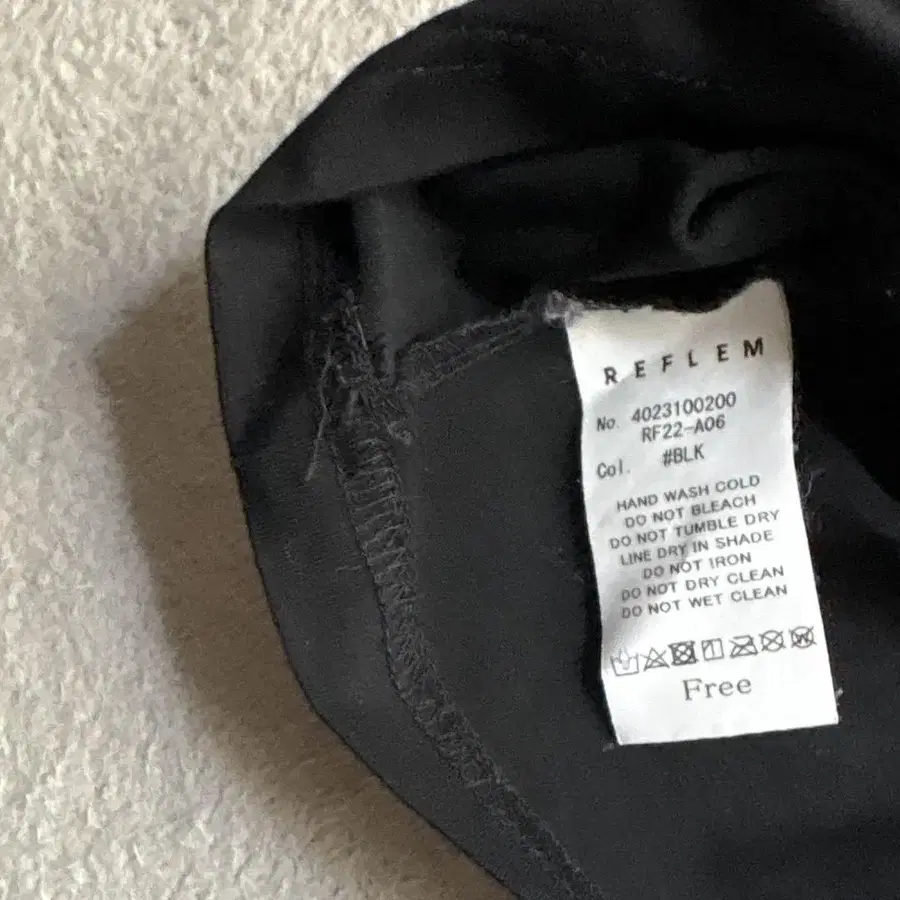 REFLEM
No. 4023100200
RF22-A06
Col. #BLK
HAND WASH COLD
DO NOT BLEACH
DO NOT TUMBLE DRY
LINE DRY IN SHADE
DO NOT IRON
DO NOT DRY CLEAN
DO NOT WET CLEAN
Free